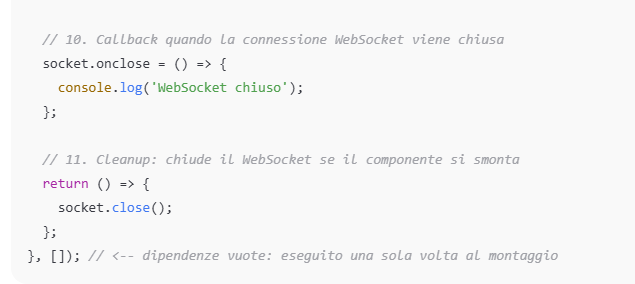 // 10. Callback quando la connessione WebSocket viene chiusa
socket.onclose = () => {
console.log('WebSocket chiuso');
};
// 11. Cleanup: chiude il WebSocket se il componente si smonta
return () => {
socket.close();
};
}, []); // <-- dipendenze vuote: eseguito una sola volta al montaggio